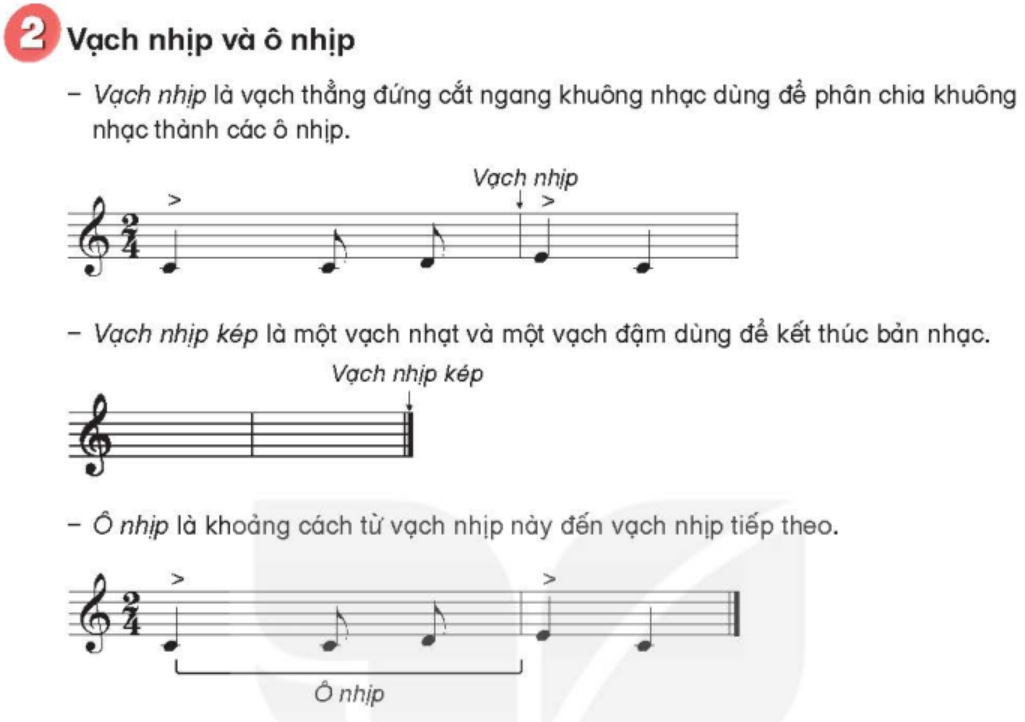 2 Vạch nhịp và ô nhịp
– Vạch nhịp là vạch thẳng đứng cắt ngang khuông nhạc dùng để phân chia khuông
nhạc thành các ô nhịp.
Vạch nhịp
> >
2
4
– Vạch nhịp kép là một vạch nhạt và một vạch đậm dùng để kết thúc bản nhạc.
Vạch nhịp kép
– Ô nhịp là khoảng cách từ vạch nhịp này đến vạch nhịp tiếp theo.
> >
2
4
Ô nhịp